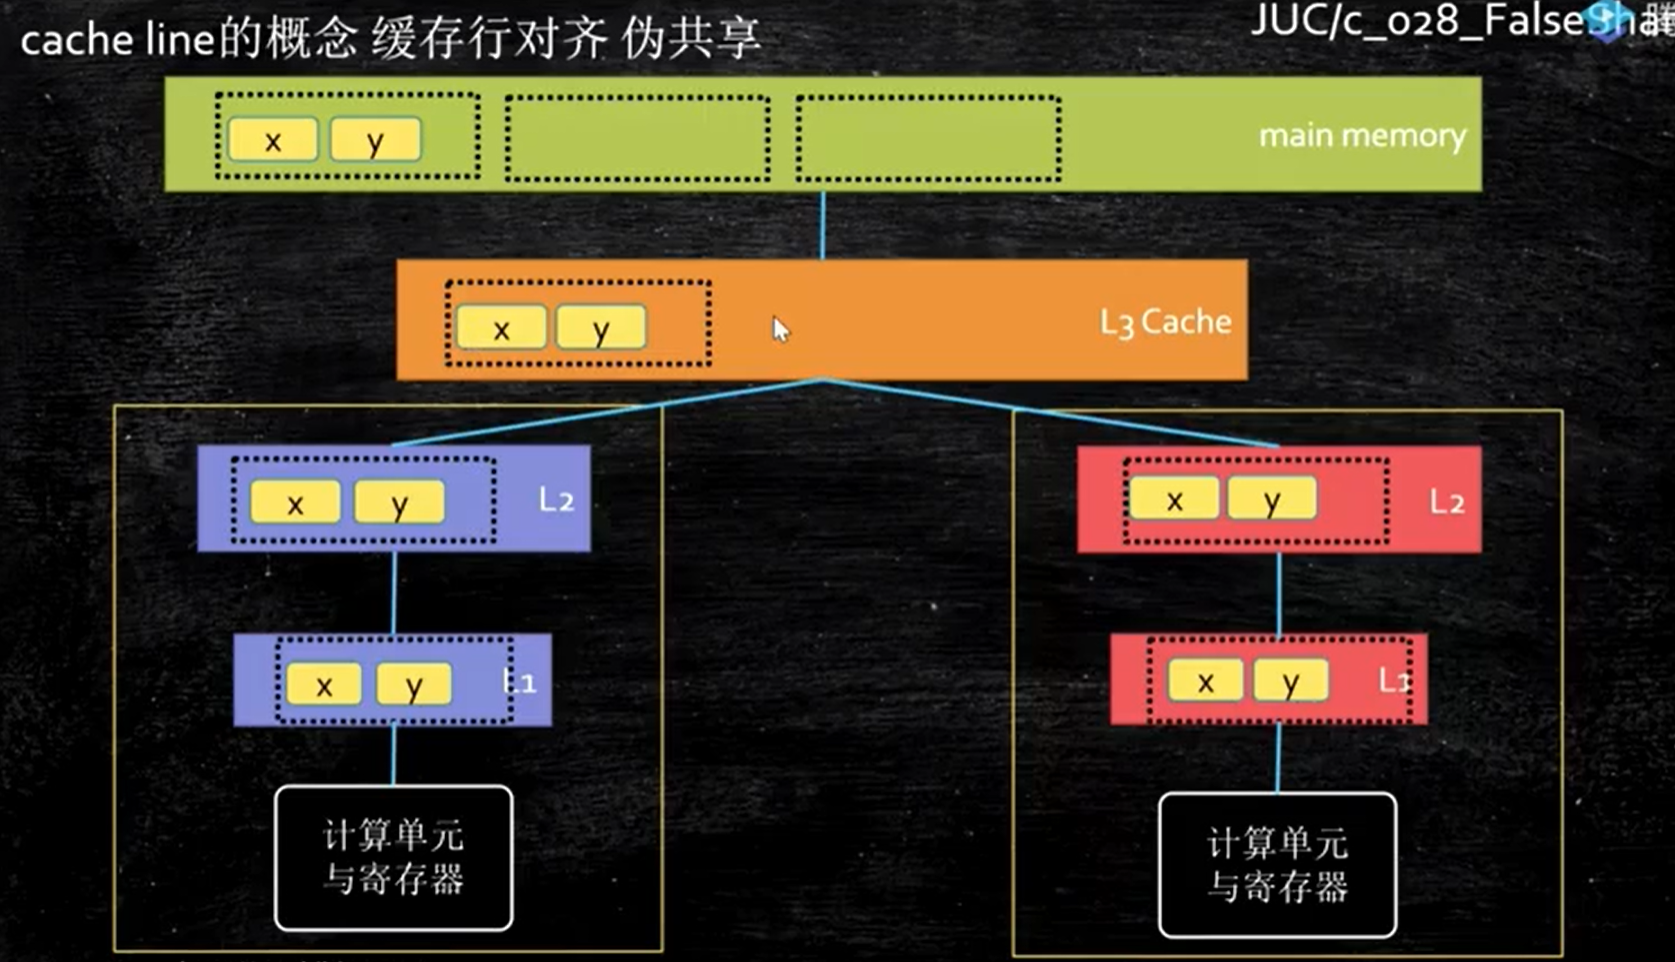 cache line的概念 缓存行对齐 伪共享
JUC/c_028_FalseSha
x y
main memory
x y
L3 Cache
x y
L2
x y
L2
x y
L1
x y
L1
计算单元
与寄存器
计算单元
与寄存器